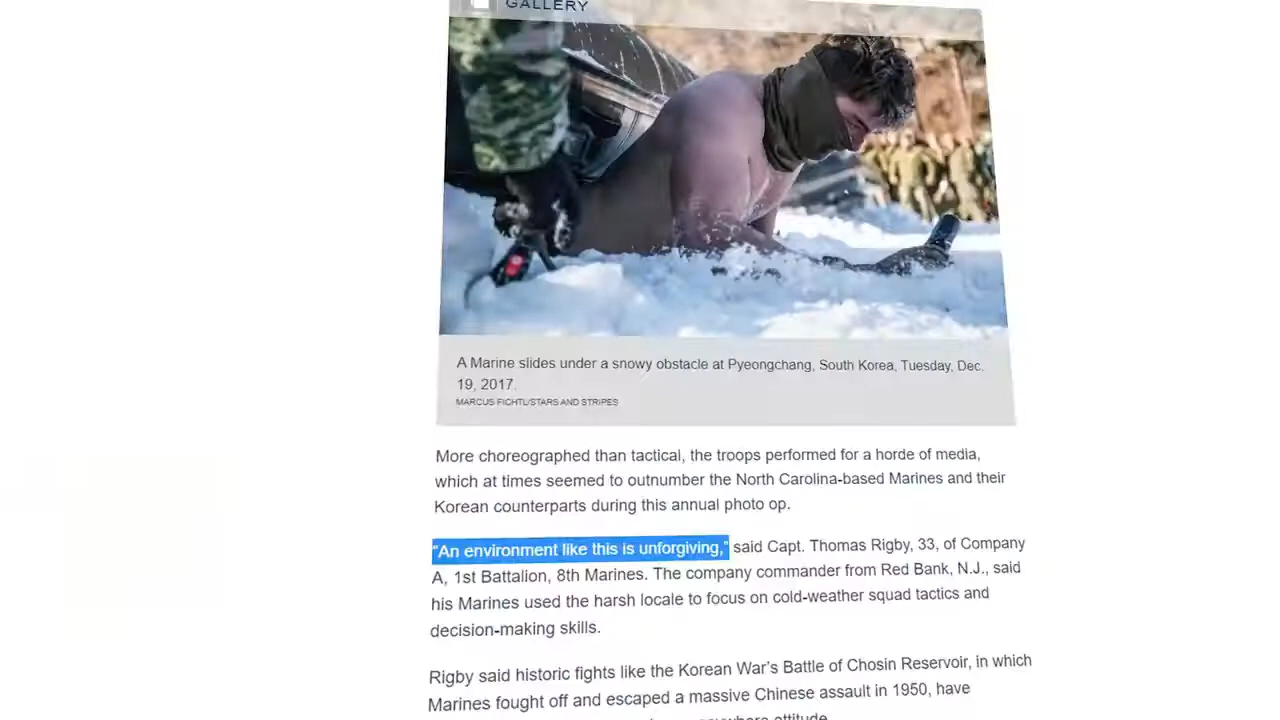 GALLERY
A Marine slides under a snowy obstacle at Pyeongchang, South Korea, Tuesday, Dec.
19, 2017.
MARCUS FICHTL/STARS AND STRIPES
More choreographed than tactical, the troops performed for a horde of media,
which at times seemed to outnumber the North Carolina-based Marines and their
Korean counterparts during this annual photo op.
"An environment like this is unforgiving," said Capt. Thomas Rigby, 33, of Company
A, 1st Battalion, 8th Marines. The company commander from Red Bank, N.J., said
his Marines used the harsh locale to focus on cold-weather squad tactics and
decision-making skills.
Rigby said historic fights like the Korean War's Battle of Chosin Reservoir, in which
Marines fought off and escaped a massive Chinese assault in 1950, have
attitude